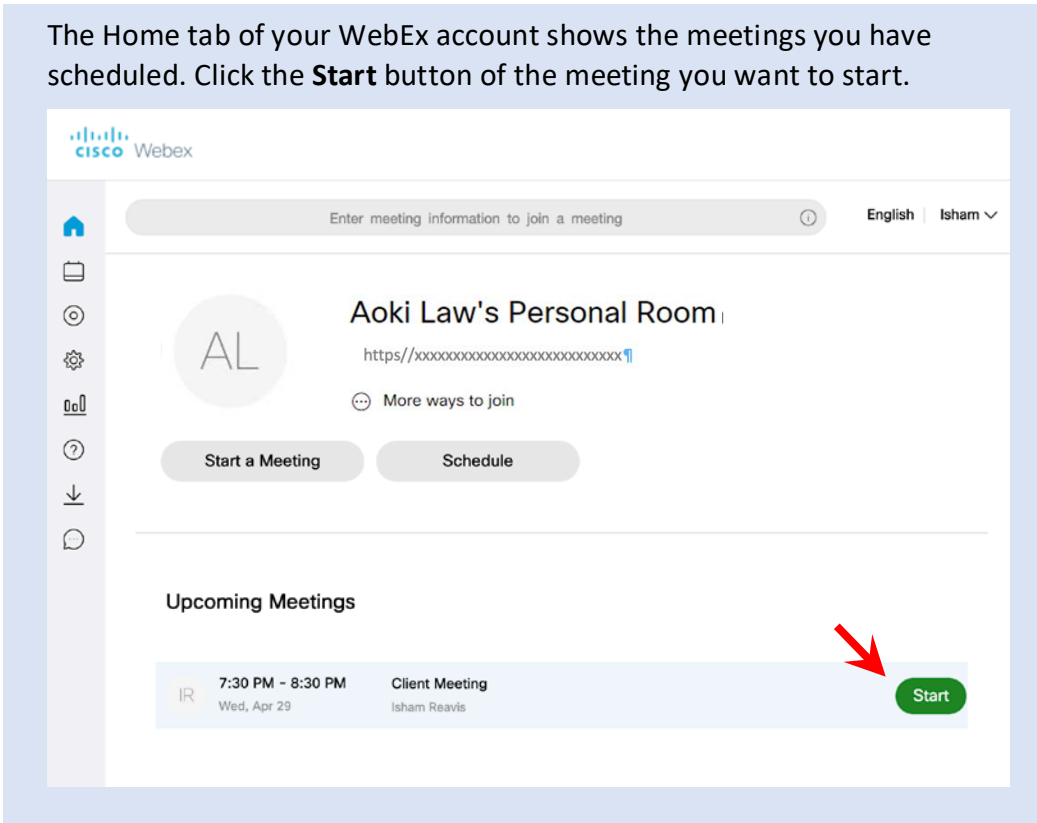 The Home tab of your WebEx account shows the meetings you have
scheduled. Click the Start button of the meeting you want to start.
cisco Webex
Enter meeting information to join a meeting
English Isham
AL
Aoki Law's Personal Room
https//xxxxxxxxxxxxxxxxxxxxxxxxxxx¶
More ways to join
Start a Meeting Schedule
Upcoming Meetings
IR 7:30 PM - 8:30 PM Client Meeting Start
Wed, Apr 29 Isham Reavis